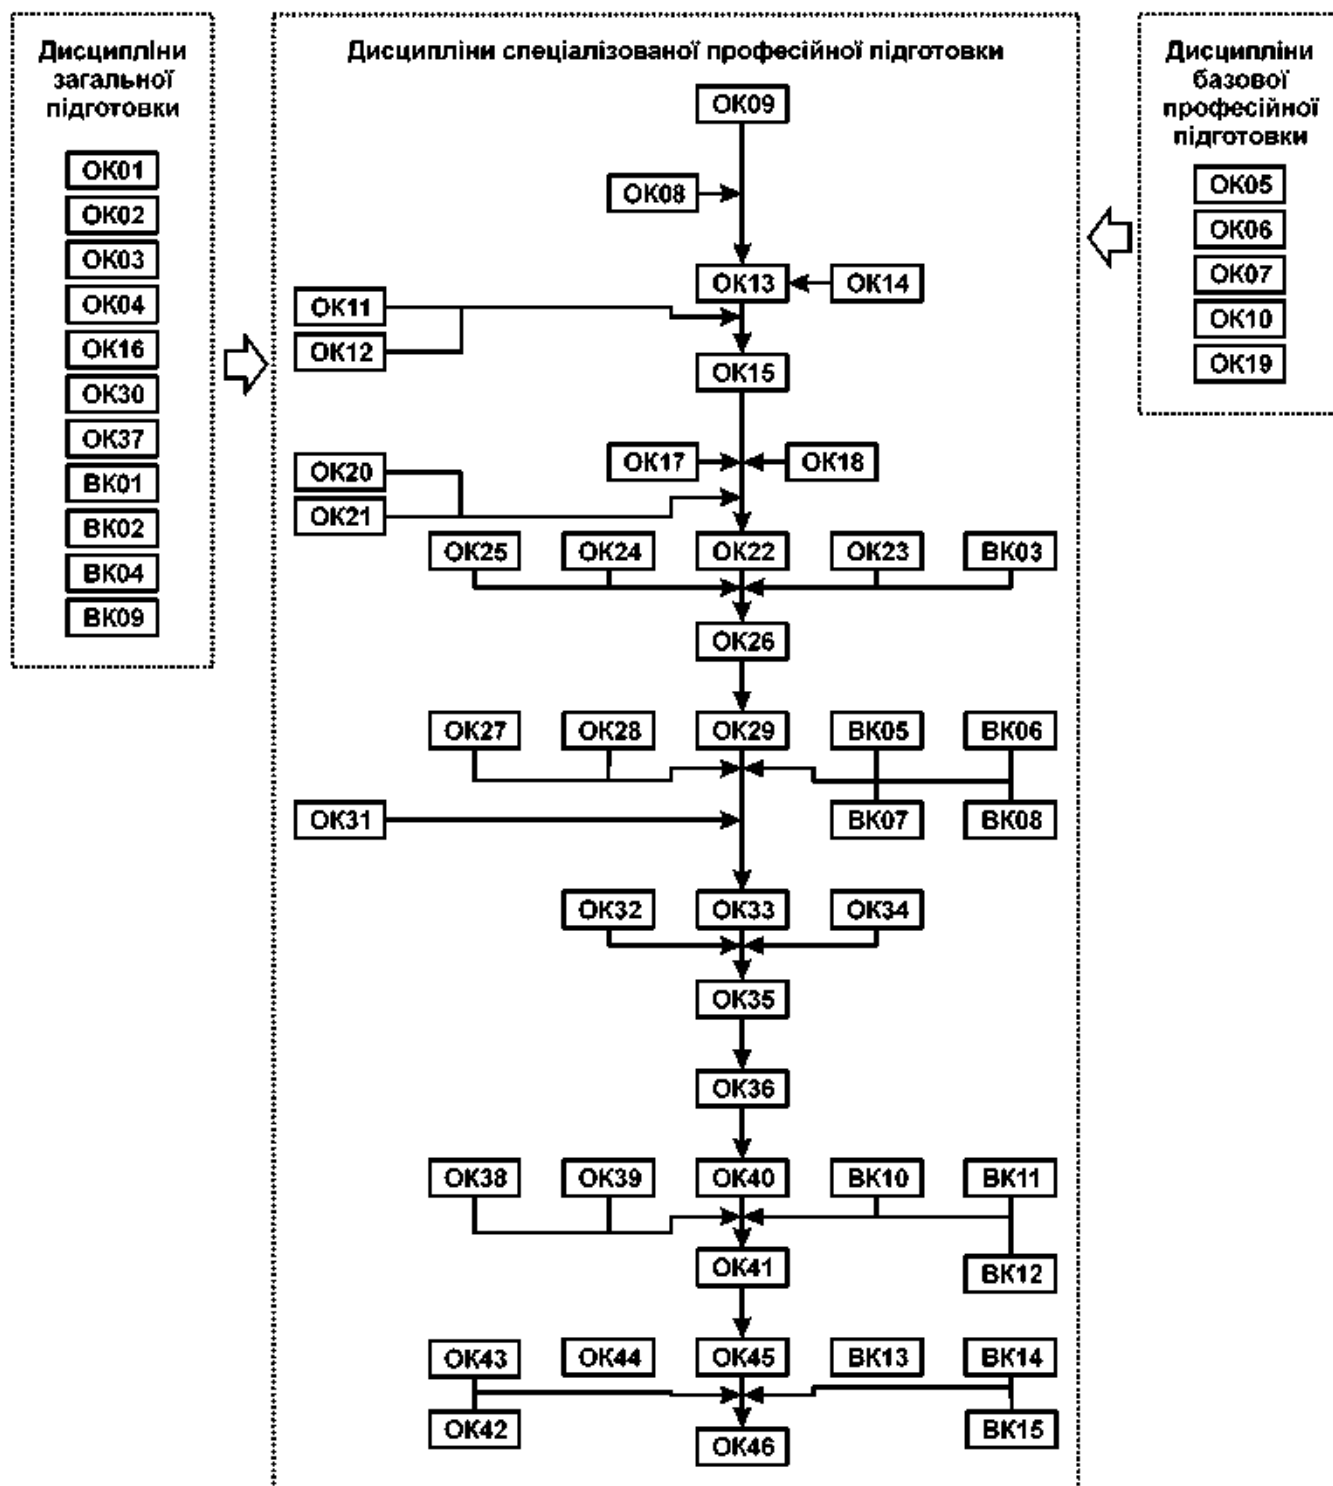 Дисципліни
загальної
підготовки
ОК01
ОК02
ОК03
ОК04
ОК16
ОК30
ОК37
ВК01
ВК02
ВК04
ВК09
Дисципліни спеціалізованої професійної підготовки
ОК09
ОК08
ОК13 ОК14
ОК11
ОК12
ОК15
ОК17 ОК18
ОК20
ОК21
ОК25 ОК24 ОК22 ОК23 ВК03
ОК26
ОК27 ОК28 ОК29 ВК05 ВК06
ОК31 ВК07 ВК08
ОК32 ОК33 ОК34
ОК35
ОК36
ОК38 ОК39 ОК40 ВК10 ВК11
ОК41 ВК12
ОК43 ОК44 ОК45 ВК13 ВК14
ОК42 ОК46 ВК15
Дисципліни
базової
професійної
підготовки
ОК05
ОК06
ОК07
ОК10
ОК19